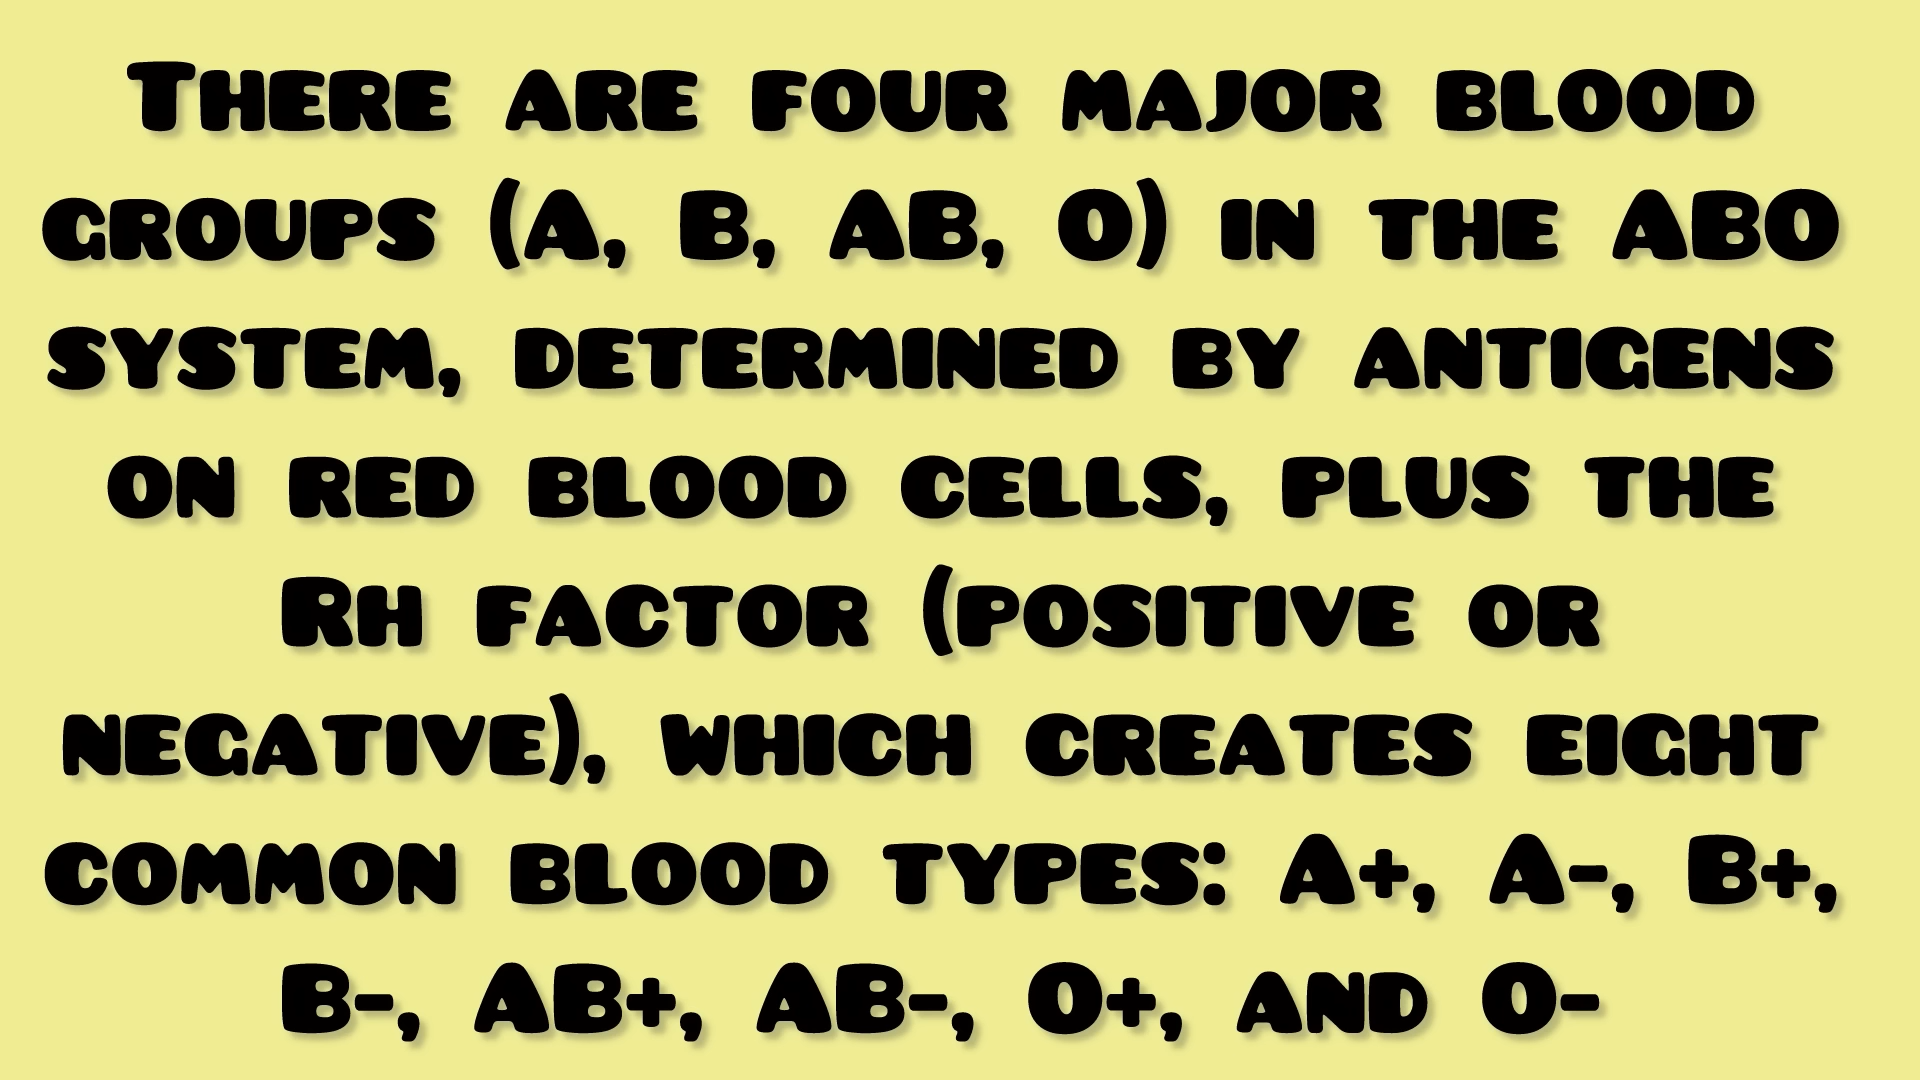 There are four major blood
groups (A, B, AB, O) in the ABO
system, determined by antigens
on red blood cells, plus the
Rh factor (positive or
negative), which creates eight
common blood types: A+, A-, B+,
B-, AB+, AB-, O+, and O-